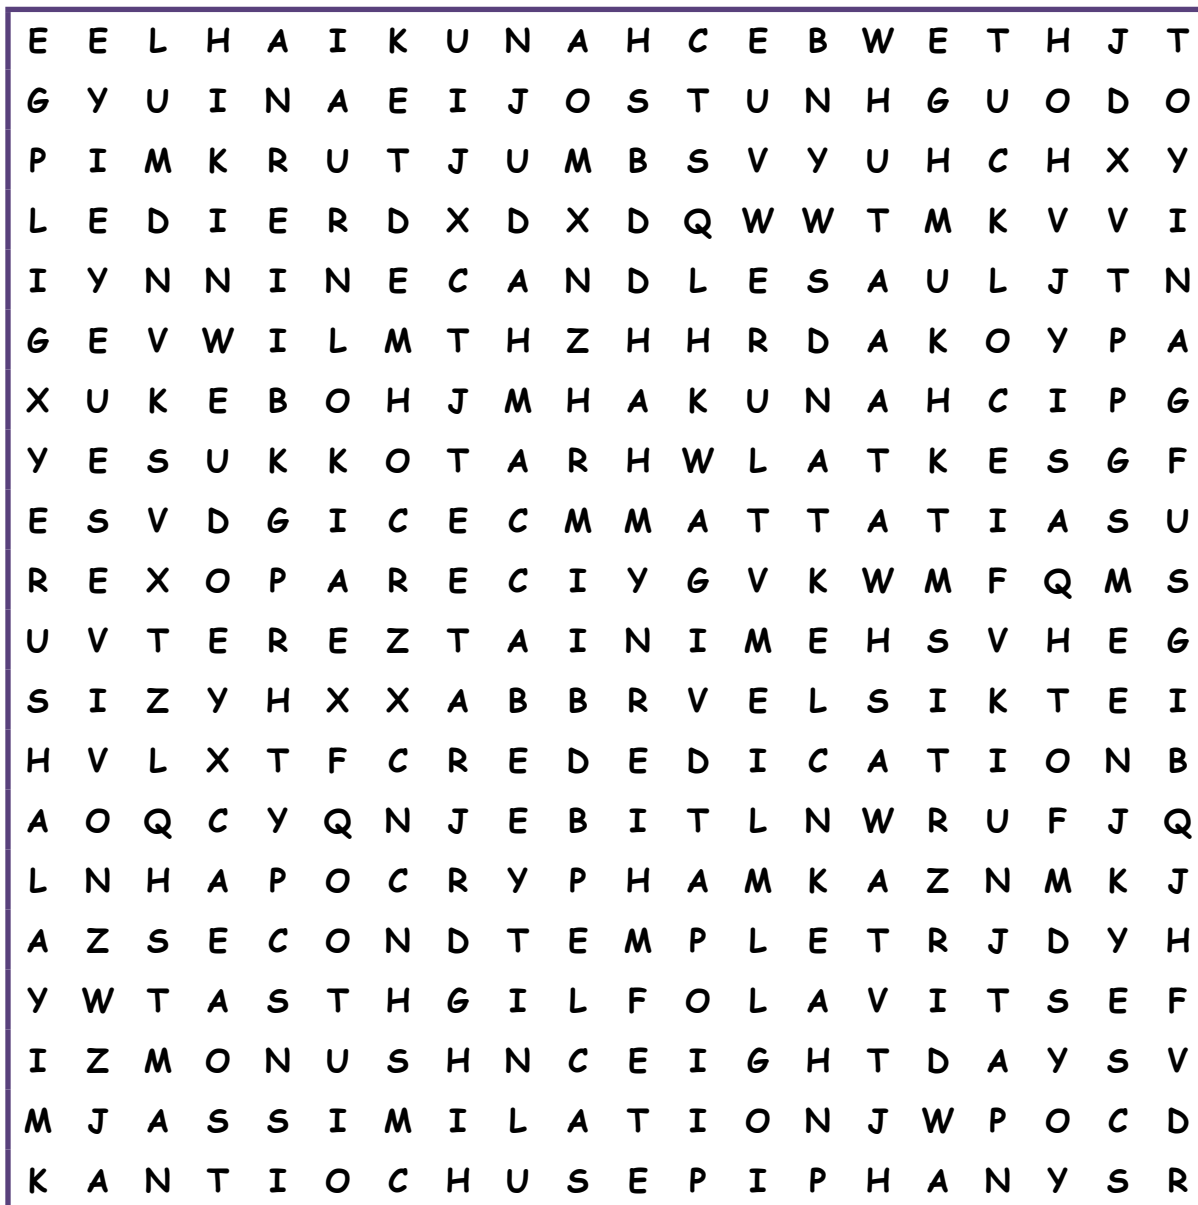 E E L H A I K U N A H C E B W E T H J T
G Y U I N A E I J O S T U N H G U O D O
P I M K R U T J U M B S V Y U H C H X Y
L E D I E R D X D X D Q W W T M K V V I
I Y N N I N E C A N D L E S A U L J T N
G E V W I L M T H Z H H R D A K O Y P A
X U K E B O H J M H A K U N A H C I P G
Y E S U K K O T A R H W L A T K E S G F
E S V D G I C E C M M A T T A T I A S U
R E X O P A R E C I Y G V K W M F Q M S
U V T E R E Z T A I N I M E H S V H E G
S I Z Y H X X A B B R V E L S I K T E I
H V L X T F C R E D E D I C A T I O N B
A O Q C Y Q N J E B I T L N W R U F J Q
L N H A P O C R Y P H A M K A Z N M K J
A Z S E C O N D T E M P L E T R J D Y H
Y W T A S T H G I L F O L A V I T S E F
I Z M O N U S H N C E I G H T D A Y S V
M J A S S I M I L A T I O N J W P O C D
K A N T I O C H U S E P I P H A N Y S R